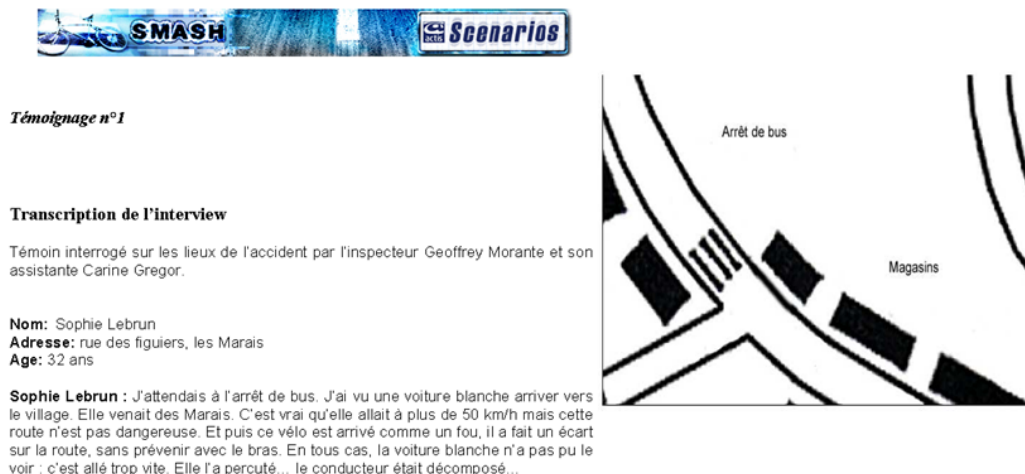 SMASH
actis Scenarios
Témoignage n°1
Transcription de l'interview
Témoin interrogé sur les lieux de l'accident par l'inspecteur Geoffrey Morante et son
assistante Carine Gregor.
Nom: Sophie Lebrun
Adresse: rue des figuiers, les Marais
Age: 32 ans
Sophie Lebrun : J'attendais à l'arrêt de bus. J'ai vu une voiture blanche arriver vers
le village. Elle venait des Marais. C'est vrai qu'elle allait à plus de 50 km/h mais cette
route n'est pas dangereuse. Et puis ce vélo est arrivé comme un fou, il a fait un écart
sur la route, sans prévenir avec le bras. En tous cas, la voiture blanche n'a pas pu le
voir : c'est allé trop vite. Elle l'a percuté... le conducteur était décomposé...
Arrêt de bus
Magasins